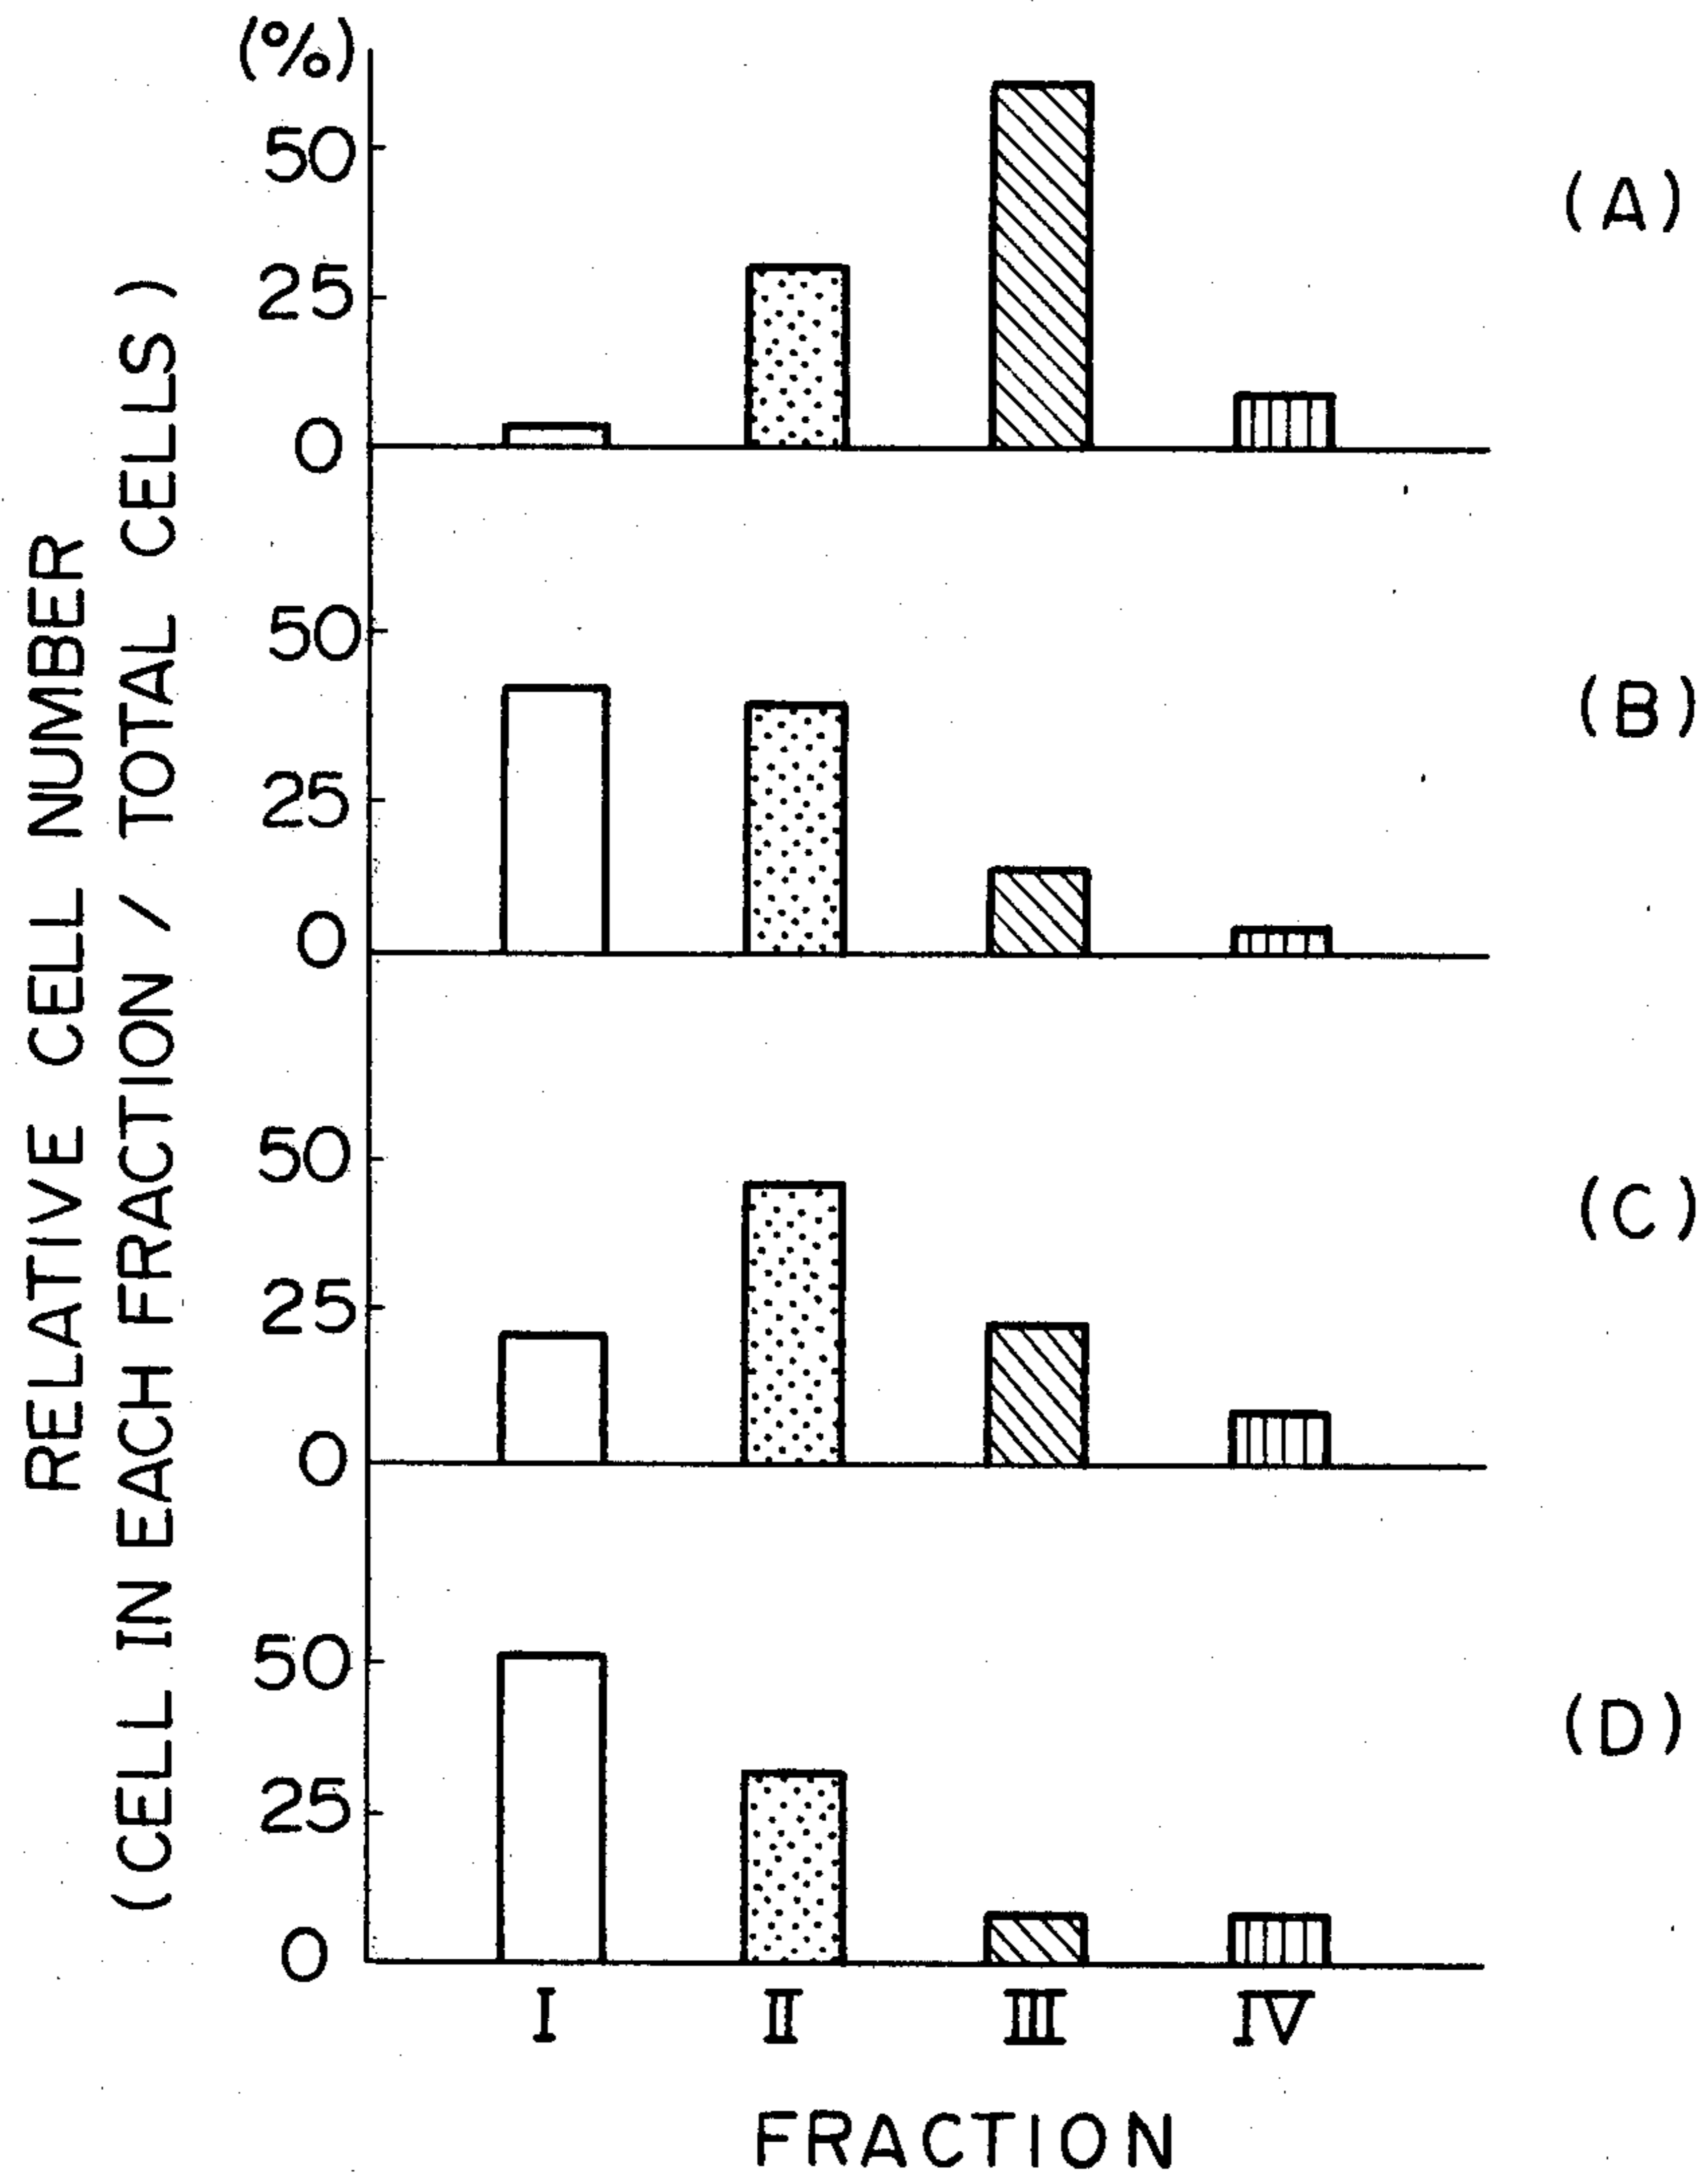 RELATIVE CELL NUMBER
(CELL IN EACH FRACTION / TOTAL CELLS)
(%)
50
25
0
(A)
50
25
0
(B)
50
25
0
(C)
50
25
0
(D)
I II III IV
FRACTION